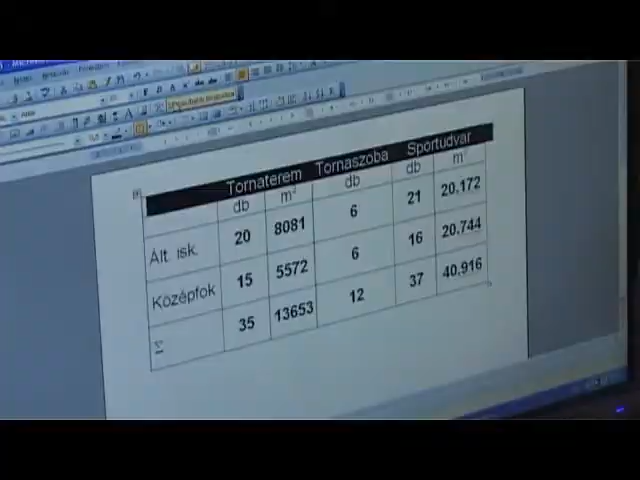 Tornaterem Tornaszoba Sportudvar
db m² db db m²
Ált. isk. 20 8081 6 21 20.172
Középfok 15 5572 6 16 20.744
Σ 35 13653 12 37 40.916